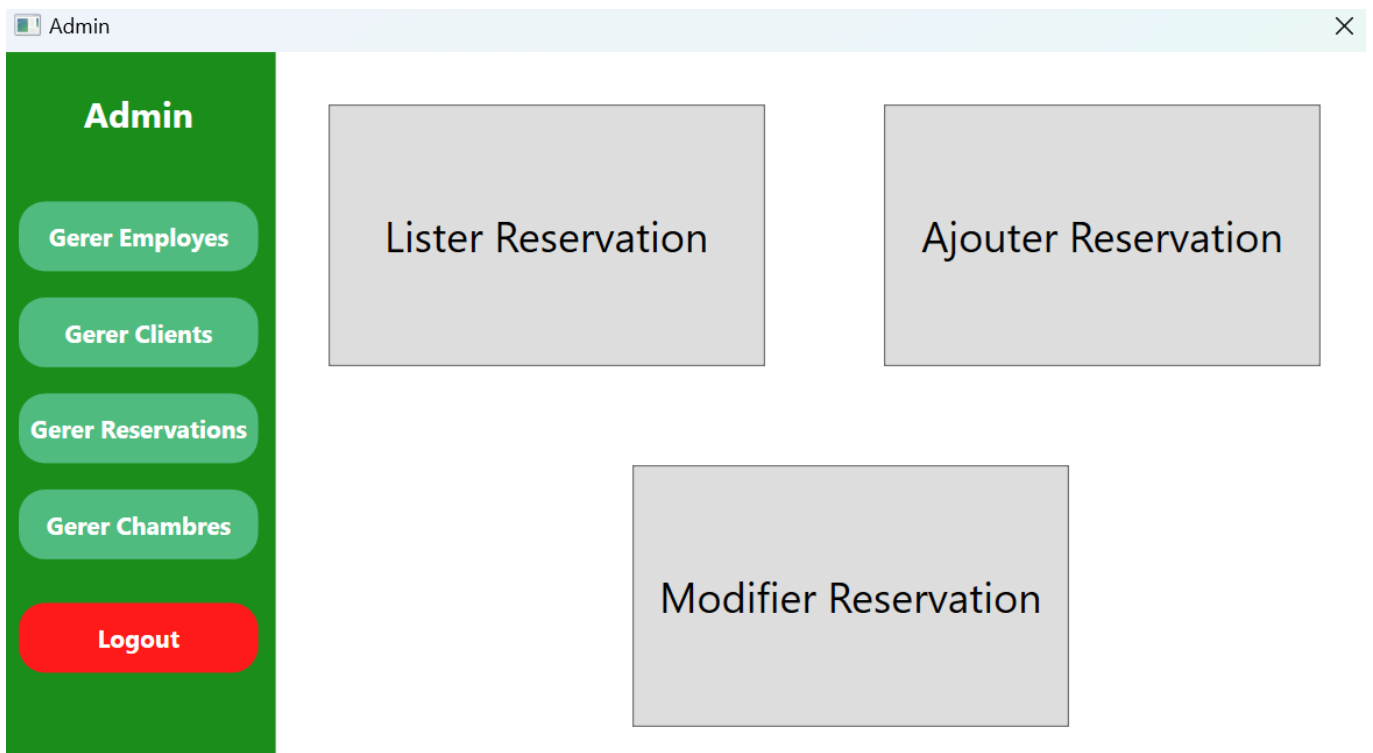 Admin
Admin
Gerer Employes
Gerer Clients
Gerer Reservations
Gerer Chambres
Logout
Lister Reservation
Ajouter Reservation
Modifier Reservation